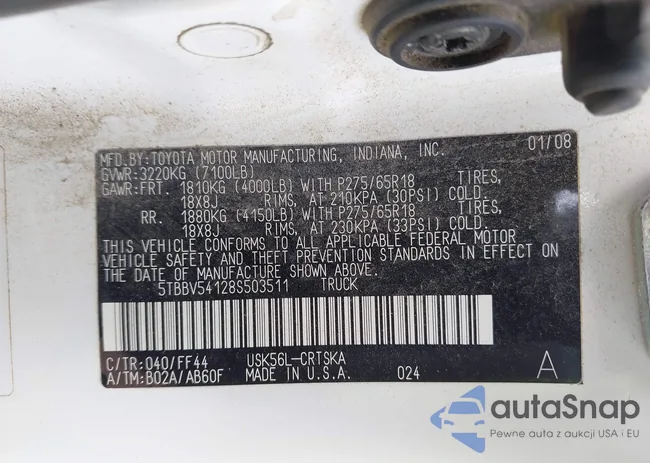 MFD.BY:TOYOTA MOTOR MANUFACTURING, INDIANA, INC. 01/08
GVWR:3220KG (7100LB)
GAWR:FRT. 1810KG (4000LB) WITH P275/65R18 TIRES,
18X8J RIMS, AT 210KPA (30PSI) COLD.
RR. 1880KG (4150LB) WITH P275/65R18 TIRES,
18X8J RIMS, AT 230KPA (33PSI) COLD.
THIS VEHICLE CONFORMS TO ALL APPLICABLE FEDERAL MOTOR
VEHICLE SAFETY AND THEFT PREVENTION STANDARDS IN EFFECT ON
THE DATE OF MANUFACTURE SHOWN ABOVE.
5TBBV54128S503511 TRUCK
C/TR:040/FF44 USK56L-CRTSKA
A/TM:B02A/AB60F MADE IN U.S.A. 024 A
autaSnap
Pewne auta z aukcji USA i EU